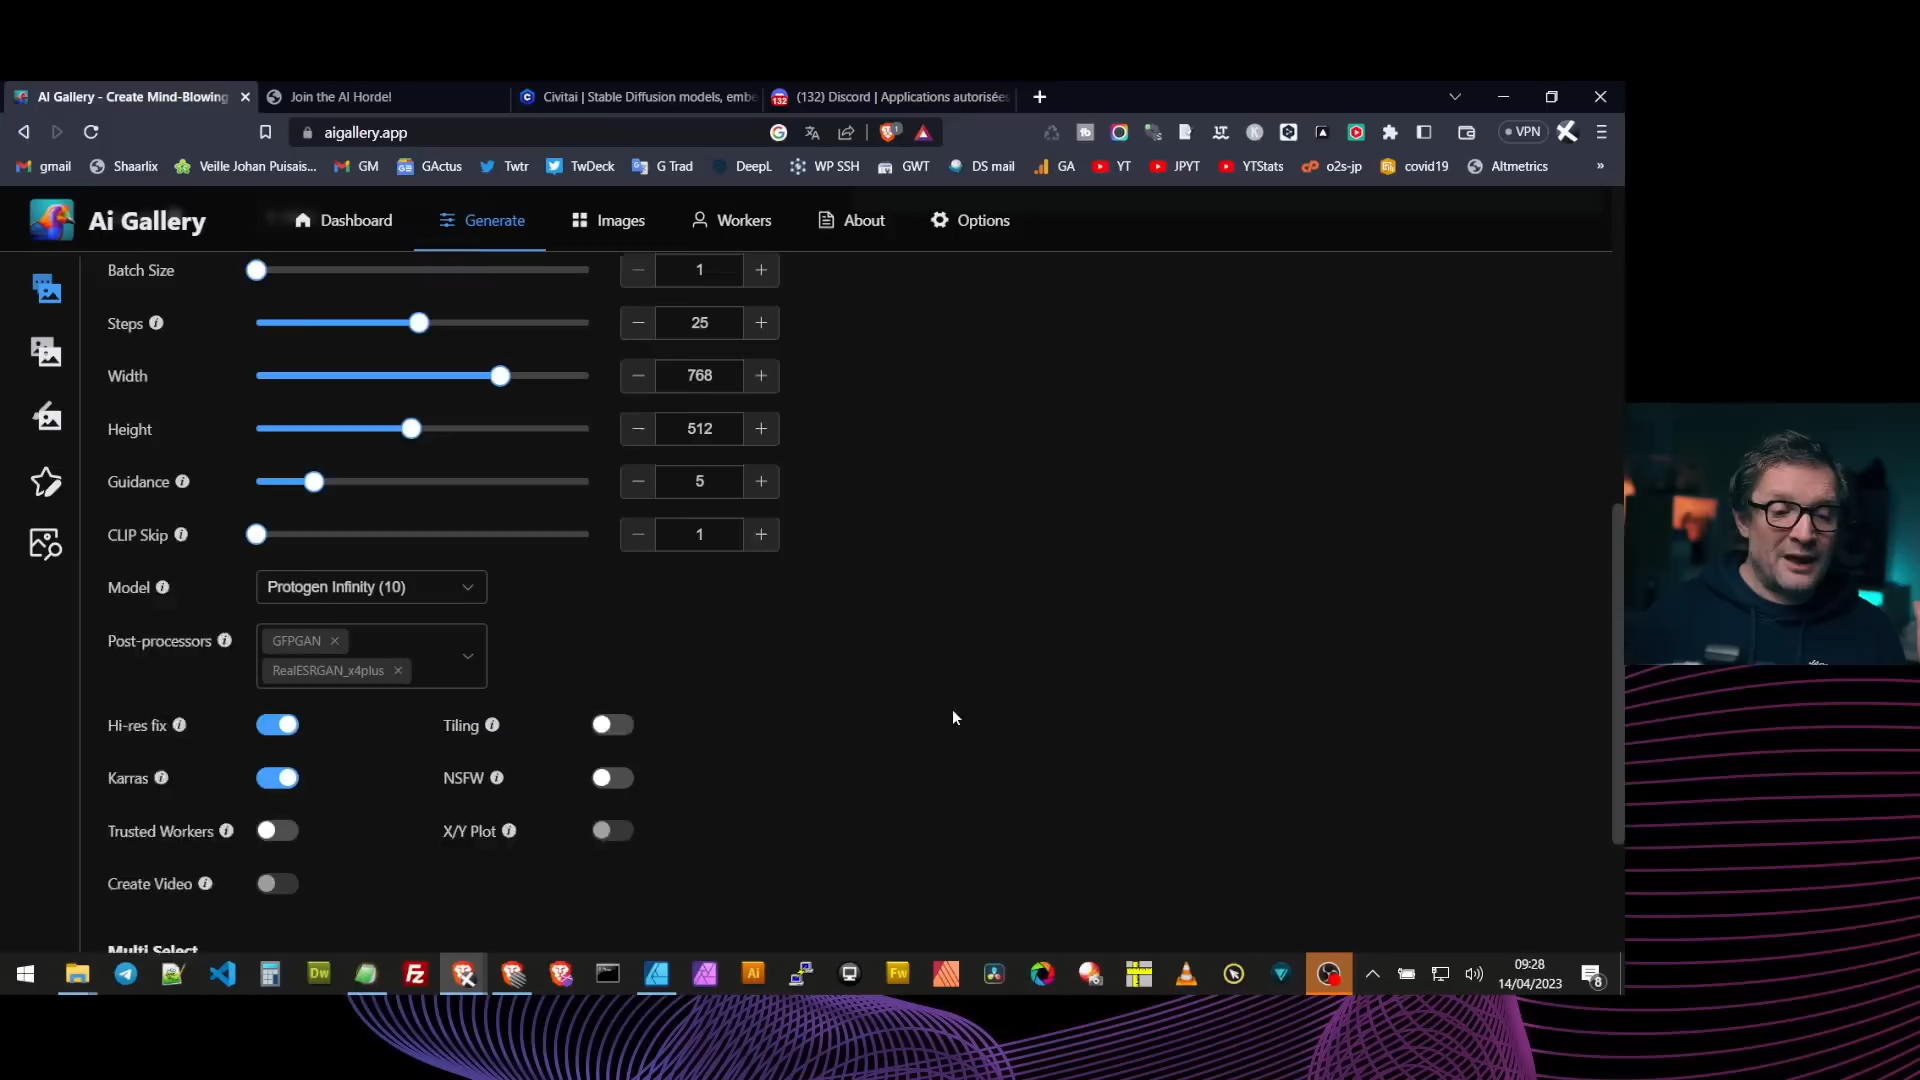 AI Gallery - Create Mind-Blowing
Join the AI Horde!
Civitai | Stable Diffusion models, embe
(132) Discord | Applications autorisées
aigallery.app
VPN
gmail
Shaarlix
Veille Johan Puisais...
GM
GActus
Twtr
TwDeck
G Trad
DeepL
WP SSH
GWT
DS mail
GA
YT
JPYT
YTStats
o2s-jp
covid19
Altmetrics
»
Ai Gallery
Dashboard
Generate
Images
Workers
About
Options
Batch Size
1
Steps
25
Width
768
Height
512
Guidance
5
CLIP Skip
1
Model
Protogen Infinity (10)
Post-processors
GFPGAN
RealESRGAN_x4plus
Hi-res fix
Tiling
Karras
NSFW
Trusted Workers
X/Y Plot
Create Video
Multi Select
09:28
14/04/2023
8